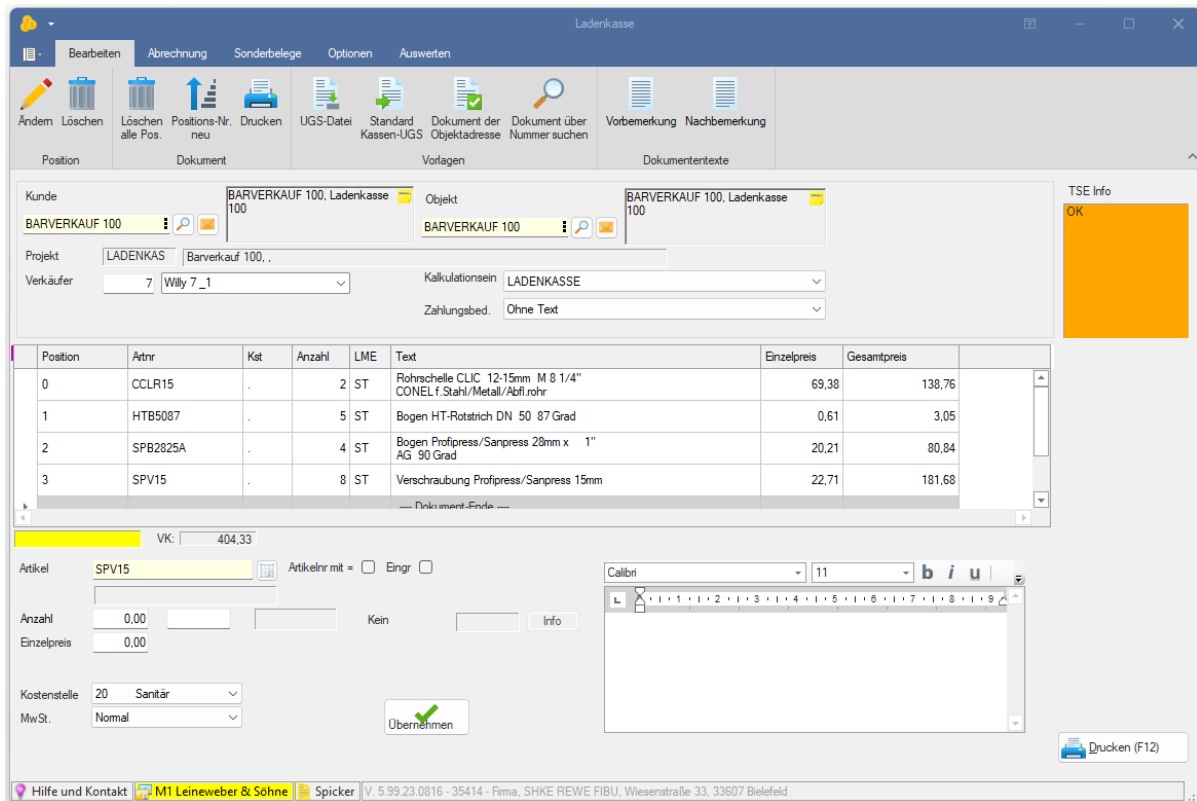 Ladenkasse
Bearbeiten Abrechnung Sonderbelege Optionen Auswerten
Ändern Löschen Löschen alle Pos. Positions-Nr. neu Drucken UGS-Datei Standard Kassen-UGS Dokument der Objektadresse Dokument über Nummer suchen Vorbemerkung Nachbemerkung
Position Dokument Vorlagen Dokumententexte
Kunde
BARVERKAUF 100, Ladenkasse
100
Objekt
BARVERKAUF 100, Ladenkasse
100
TSE Info
OK
BARVERKAUF 100
BARVERKAUF 100
Projekt LADENKAS Barverkauf 100, ,
Verkäufer 7 Willy 7 _1
Kalkulationsein LADENKASSE
Zahlungsbed. Ohne Text
Position Artnr Kst Anzahl LME Text Einzelpreis Gesamtpreis
0 CCLR15 . 2 ST Rohrschelle CLIC 12-15mm M 8 1/4"
CONEL f.Stahl/Metall/Abfl.rohr 69,38 138,76
1 HTB5087 . 5 ST Bogen HT-Rotstrich DN 50 87 Grad 0,61 3,05
2 SPB2825A . 4 ST Bogen Profipress/Sanpress 28mm x 1"
AG 90 Grad 20,21 80,84
3 SPV15 . 8 ST Verschraubung Profipress/Sanpress 15mm 22,71 181,68
---- Dokument-Ende ----
VK: 404,33
Artikel SPV15 Artikelnr mit = Eingr
Calibri 11 b i u
1 2 3 4 5 6 7 8 9
Anzahl 0,00 Kein Info
Einzelpreis 0,00
Kostenstelle 20 Sanitär
MwSt. Normal
Übernehmen
Drucken (F12)
Hilfe und Kontakt M1 Leineweber & Söhne Spicker V. 5.99.23.0816 - 35414 - Firma, SHKE REWE FIBU, Wiesenstraße 33, 33607 Bielefeld